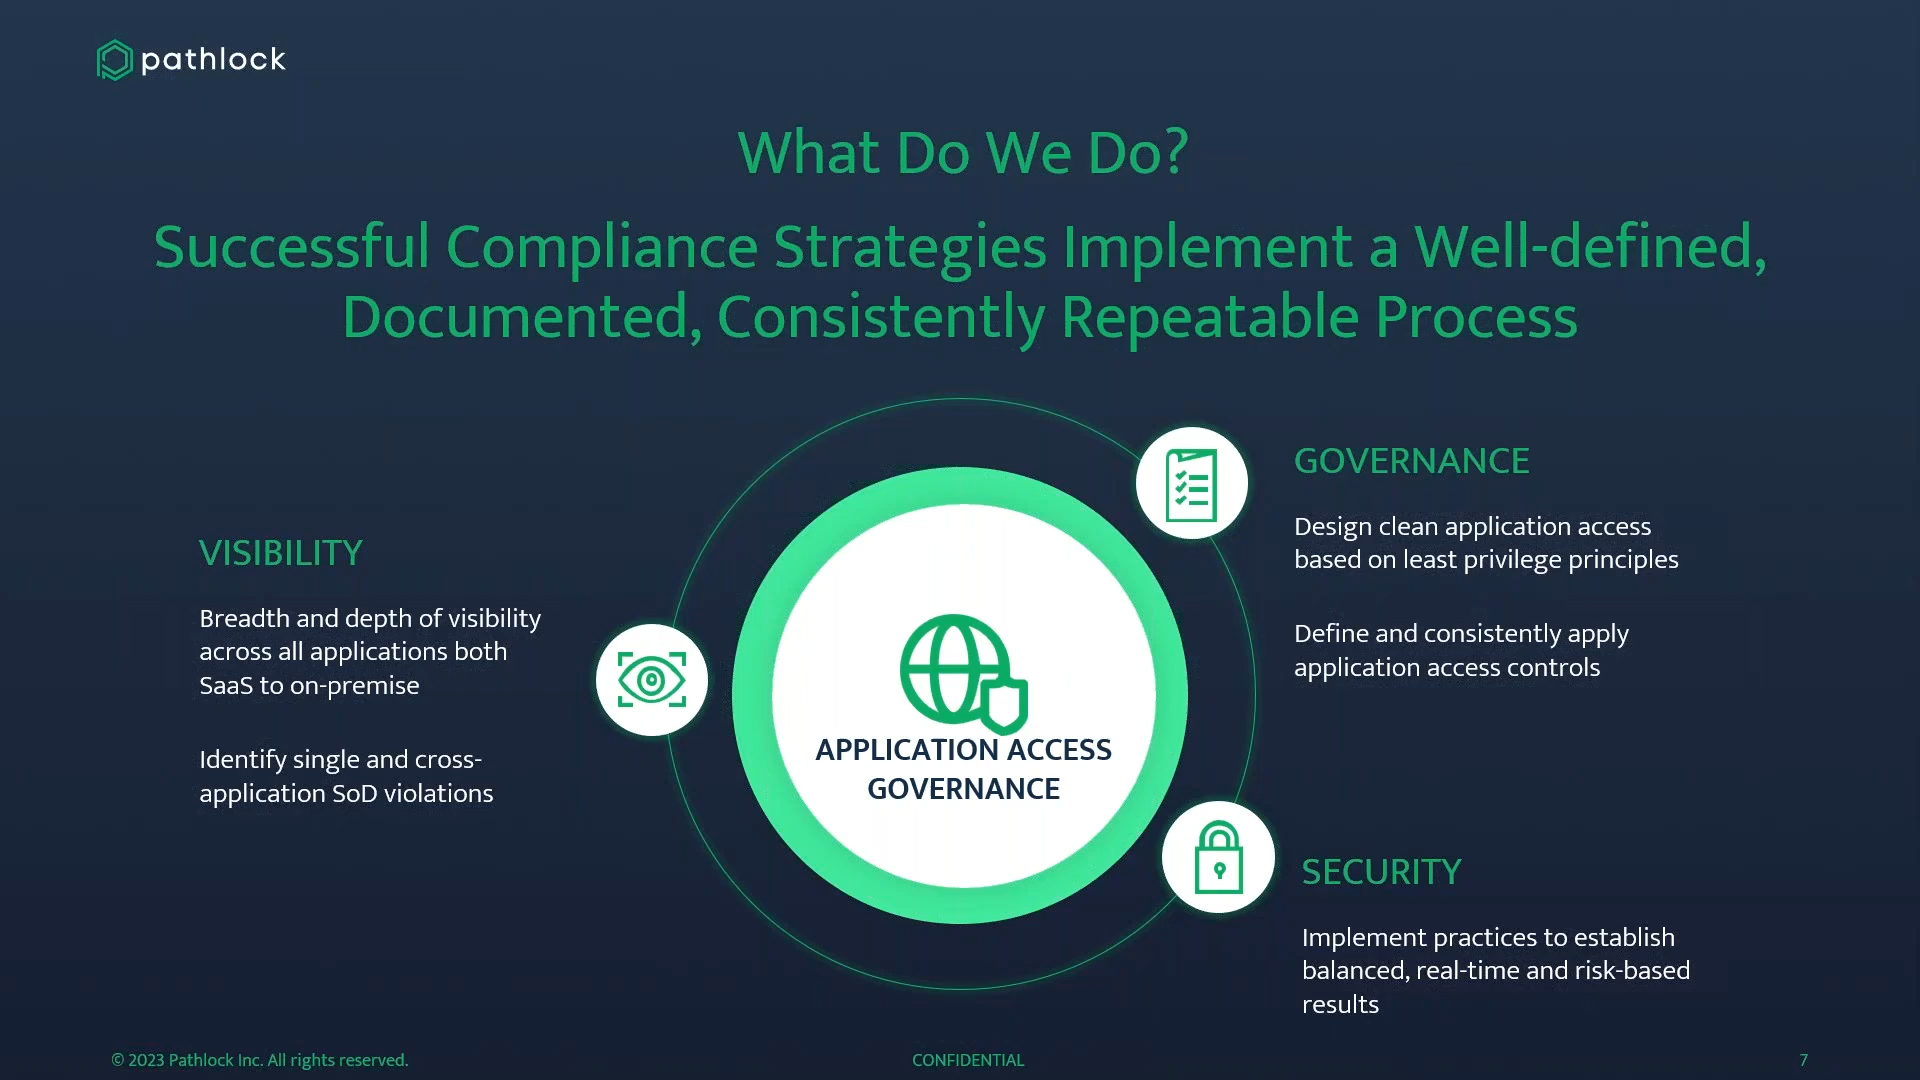 pathlock
What Do We Do?
Successful Compliance Strategies Implement a Well-defined,
Documented, Consistently Repeatable Process
VISIBILITY
Breadth and depth of visibility
across all applications both
SaaS to on-premise
Identify single and cross-
application SoD violations
APPLICATION ACCESS
GOVERNANCE
GOVERNANCE
Design clean application access
based on least privilege principles
Define and consistently apply
application access controls
SECURITY
Implement practices to establish
balanced, real-time and risk-based
results
© 2023 Pathlock Inc. All rights reserved.
CONFIDENTIAL
7